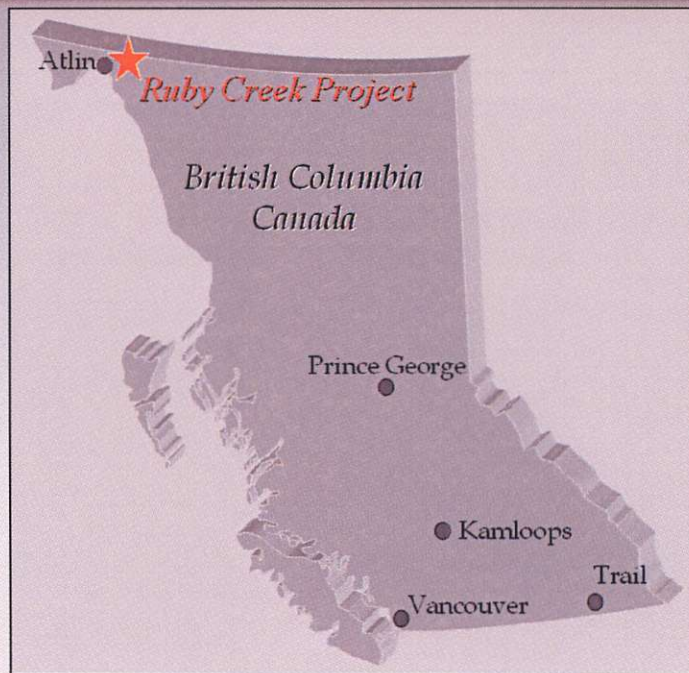 Atlin
Ruby Creek Project
British Columbia
Canada
Prince George
Kamloops
Trail
Vancouver